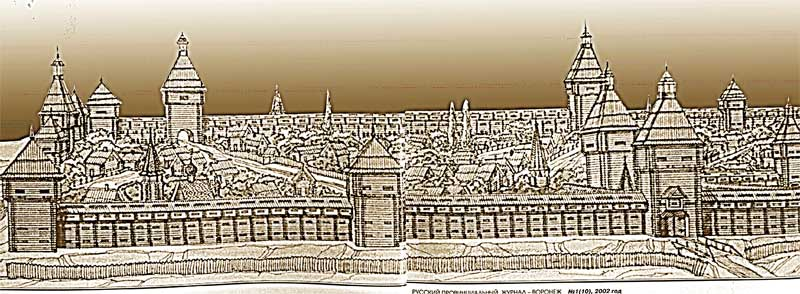 РУССКИЙ ПРОВИНЦИАЛЬНЫЙ ЖУРНАЛ - ВОРОНЕЖ №1(10), 2002 год